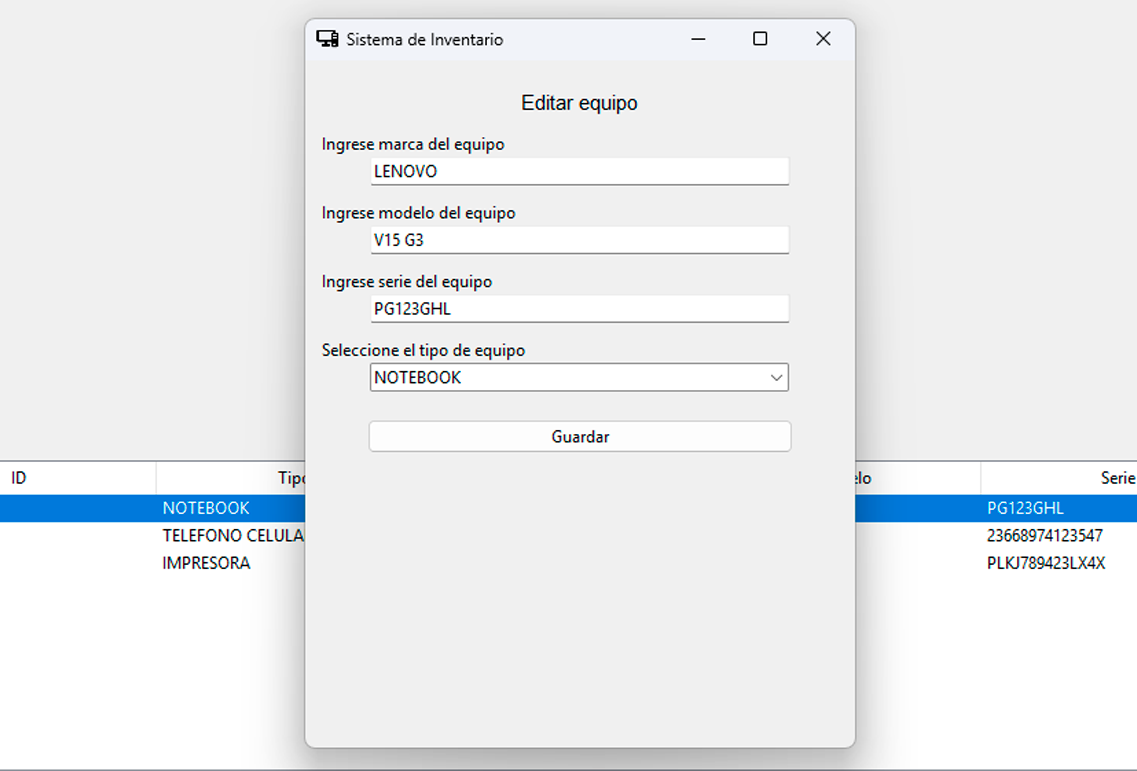 Sistema de Inventario
Editar equipo
Ingrese marca del equipo
LENOVO
Ingrese modelo del equipo
V15 G3
Ingrese serie del equipo
PG123GHL
Seleccione el tipo de equipo
NOTEBOOK
Guardar
ID Tipo elo Serie
NOTEBOOK PG123GHL
TELEFONO CELULA 23668974123547
IMPRESORA PLKJ789423LX4X